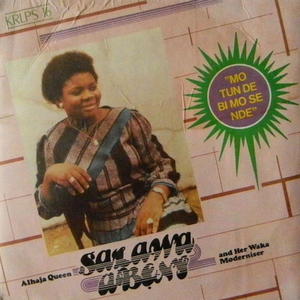 KRLPS 16
"MO
TUN DE
BI MO SE
NDE"
Alhaja Queen SALAWA ABENI and Her Waka
Moderniser